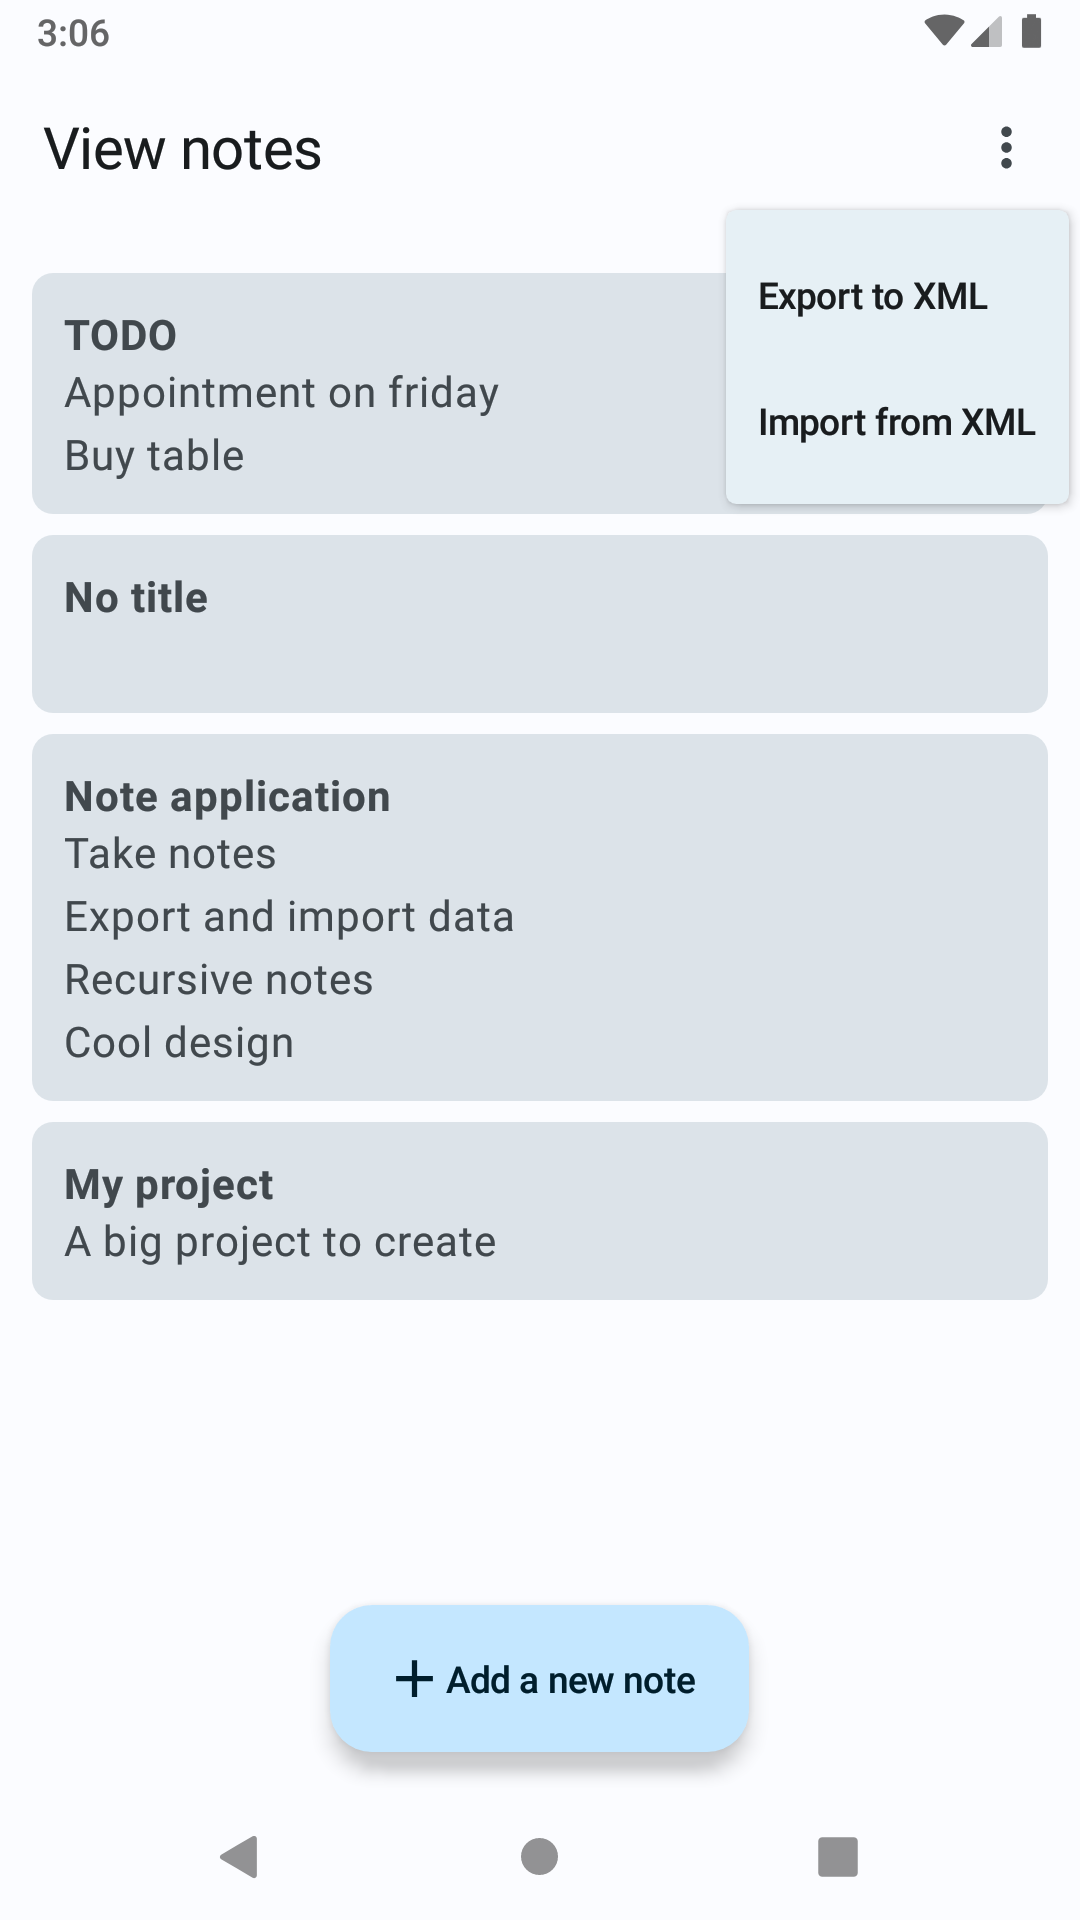 3:06
View notes
Export to XML
Import from XML
TODO
Appointment on friday
Buy table
No title
Note application
Take notes
Export and import data
Recursive notes
Cool design
My project
A big project to create
Add a new note